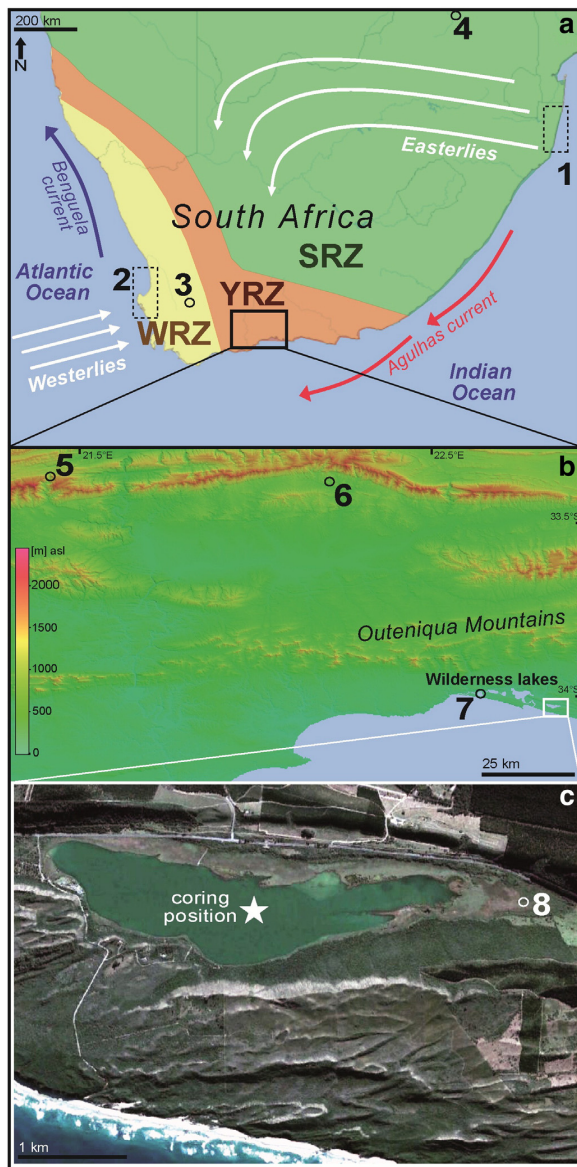 200 km
4
a
N
Easterlies
1
Benguela
current
South Africa
SRZ
Atlantic
Ocean
2
3
YRZ
WRZ
Agulhas current
Westerlies
Indian
Ocean
5
21.5°E
22.5°E
b
6
33.5°S
[m] asl
2000
1500
1000
500
0
Outeniqua Mountains
Wilderness lakes
34°S
7
25 km
c
coring
position
8
1 km